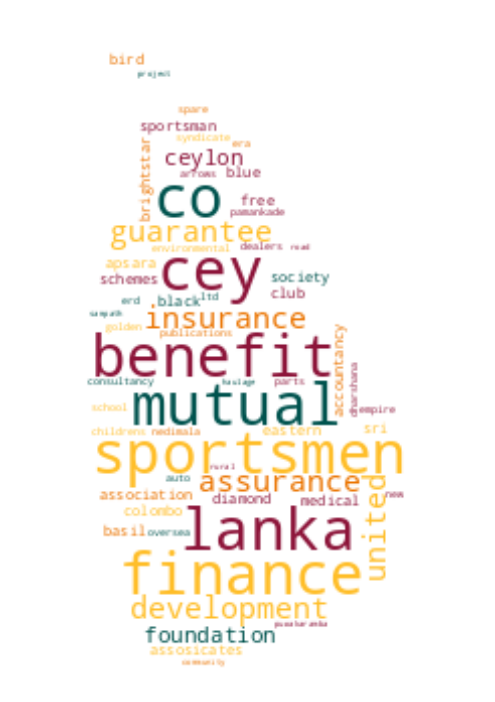 bird
project
spare
sportsman
syndicate
era
brightstar
ceylon
arrows
blue
co
free
pamankade
guarantee
environmental
dealers
road
apsara
cey
schemes
society
erd
black
ltd
club
sampath
insurance
golden
publications
accountancy
benefit
dharshana
consultancy
haulage
parts
mutual
school
empire
childrens
nedimala
eastern
sri
sportsmen
rural
auto
assurance
united
association
diamond
medical
new
colombo
lanka
basil
oversea
finance
development
foundation
assosicates
community